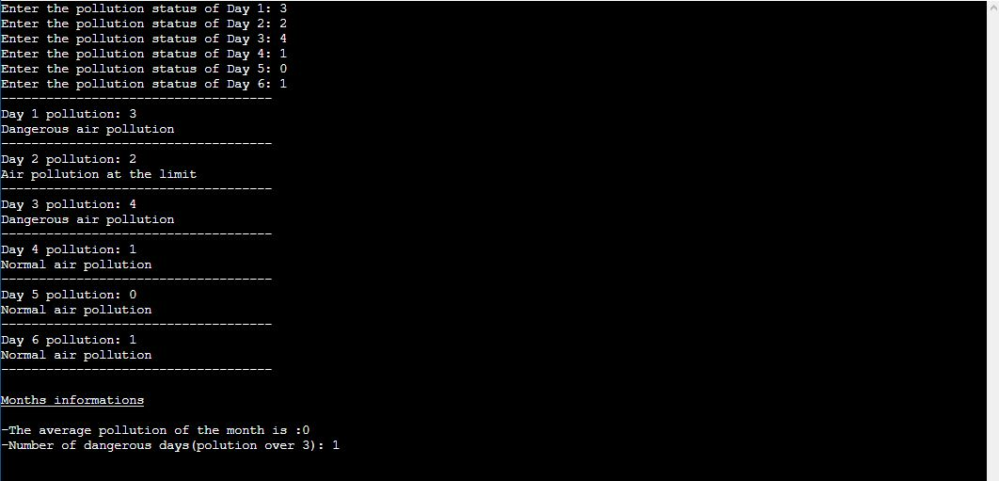 Enter the pollution status of Day 1: 3
Enter the pollution status of Day 2: 2
Enter the pollution status of Day 3: 4
Enter the pollution status of Day 4: 1
Enter the pollution status of Day 5: 0
Enter the pollution status of Day 6: 1
------------------------------------
Day 1 pollution: 3
Dangerous air pollution
------------------------------------
Day 2 pollution: 2
Air pollution at the limit
------------------------------------
Day 3 pollution: 4
Dangerous air pollution
------------------------------------
Day 4 pollution: 1
Normal air pollution
------------------------------------
Day 5 pollution: 0
Normal air pollution
------------------------------------
Day 6 pollution: 1
Normal air pollution
------------------------------------
Months informations
-The average pollution of the month is :0
-Number of dangerous days(polution over 3): 1